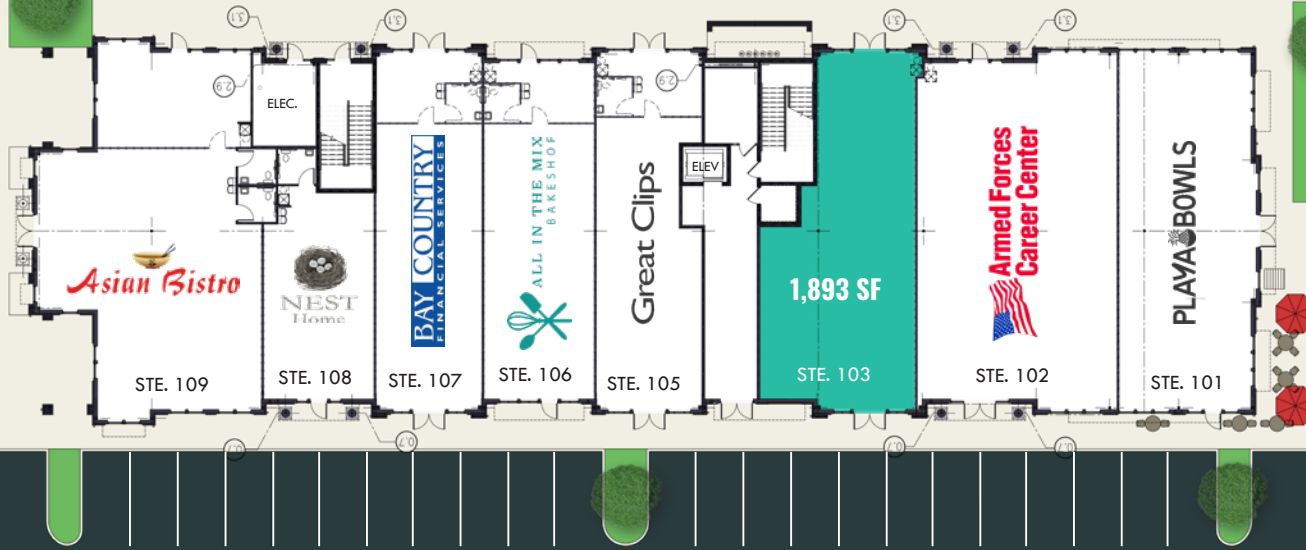 3.1
3.1
3.1
3.1
2.9
2.9
ELEC.
ELEV
Asian Bistro
NEST
Home
BAY COUNTRY
FINANCIAL SERVICES
ALL IN THE MIX
BAKESHOP
Great Clips
1,893 SF
Armed Forces
Career Center
PLAYA BOWLS
STE. 109
STE. 108
STE. 107
STE. 106
STE. 105
STE. 103
STE. 102
STE. 101
0.7
0.7
0.7
0.7